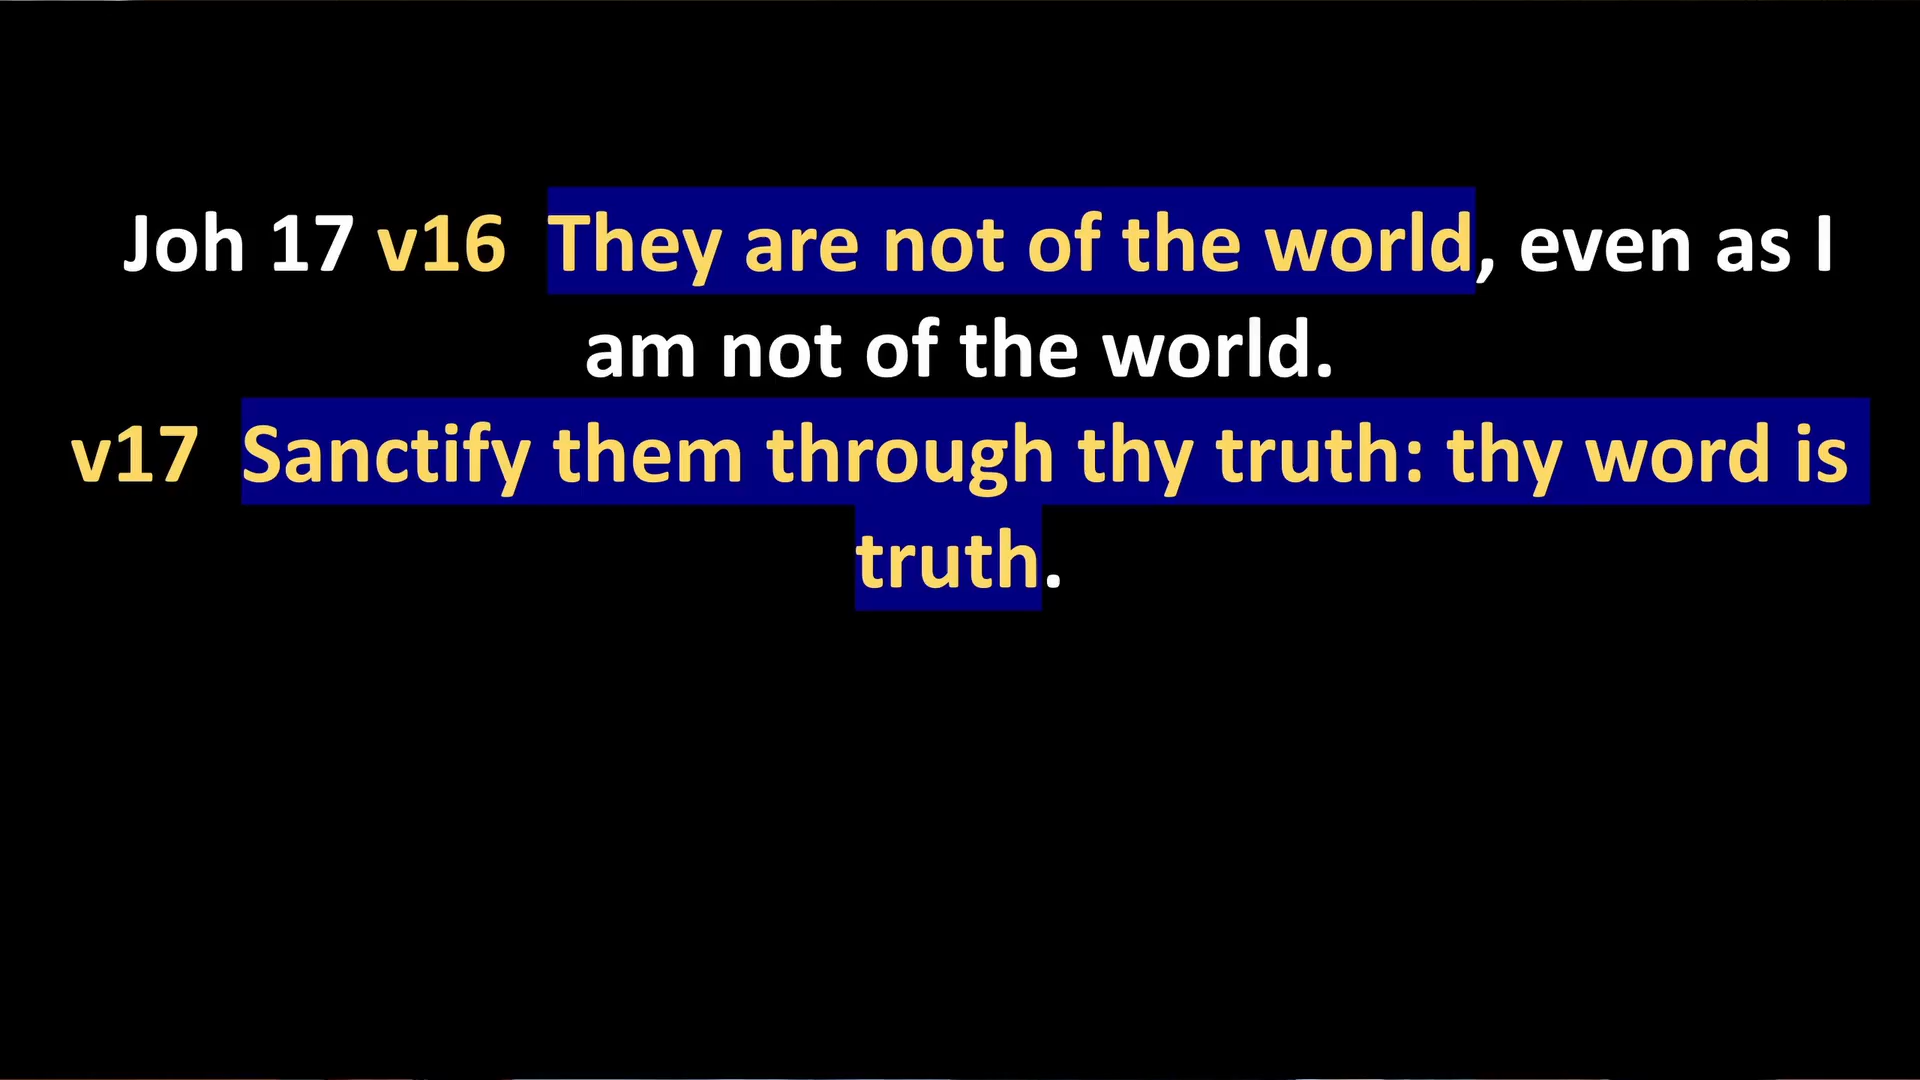 Joh 17 v16  They are not of the world, even as I
am not of the world.
v17  Sanctify them through thy truth: thy word is
truth.